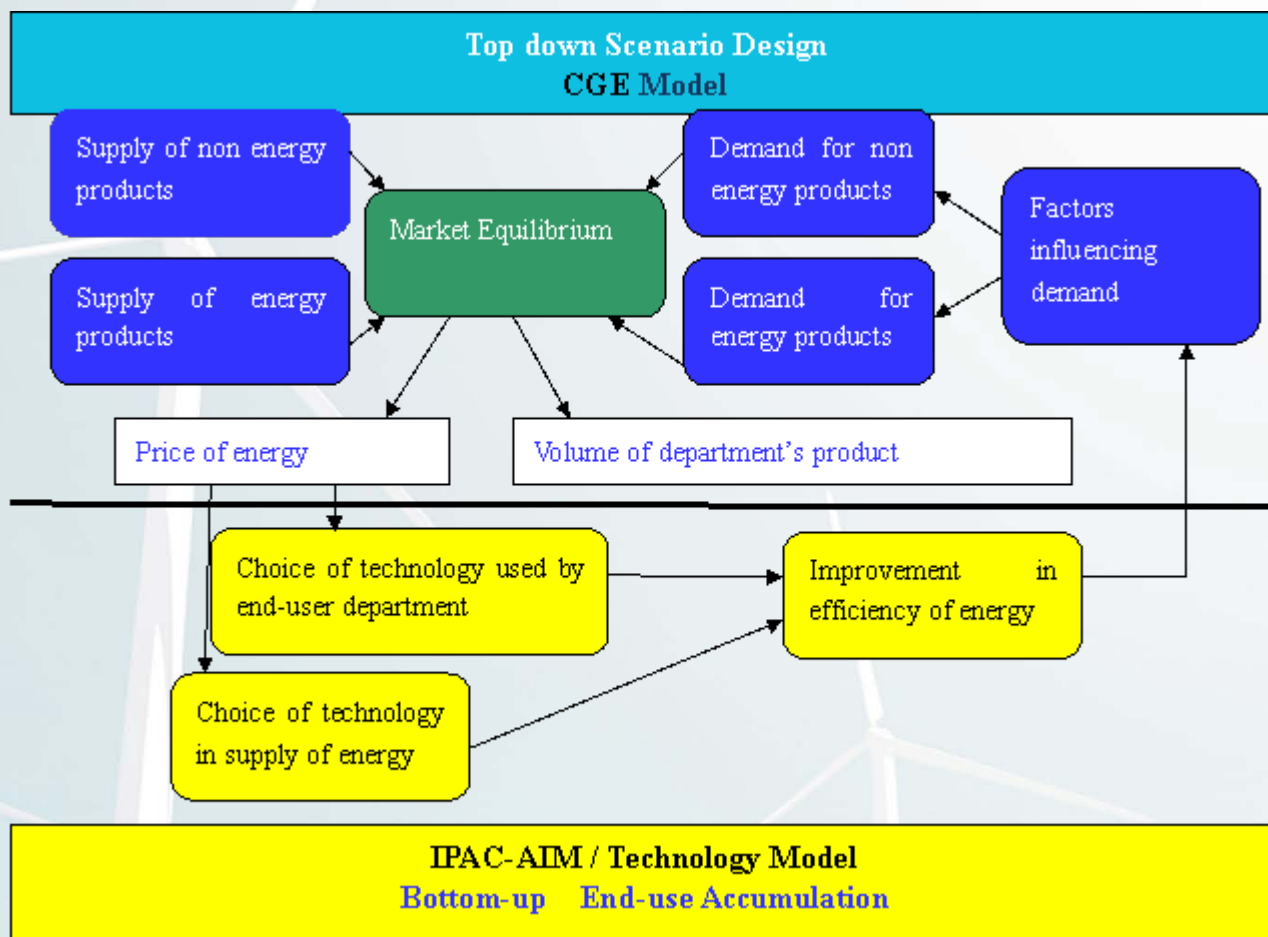 Top down Scenario Design
CGE Model
Supply of non energy
products
Demand for non
energy products
Market Equilibrium
Factors
influencing
demand
Supply of energy
products
Demand for
energy products
Price of energy
Volume of department's product
Choice of technology used by
end-user department
Improvement in
efficiency of energy
Choice of technology
in supply of energy
IPAC-AIM / Technology Model
Bottom-up End-use Accumulation